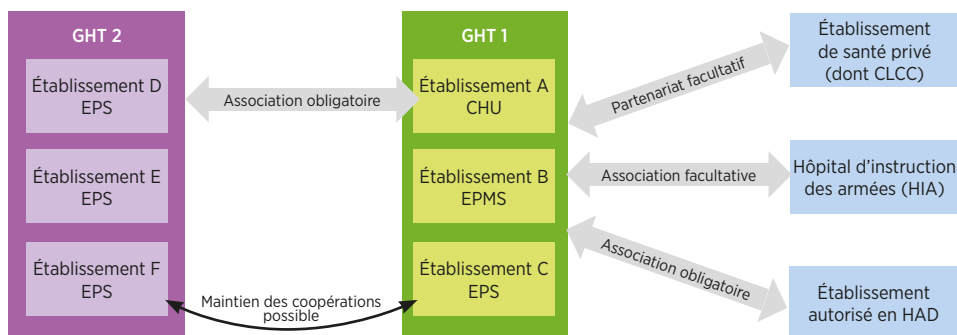 GHT 2
Établissement D
EPS
Établissement E
EPS
Établissement F
EPS
Association obligatoire
Maintien des coopérations
possible
GHT 1
Établissement A
CHU
Établissement B
EPMS
Établissement C
EPS
Partenariat facultatif
Association facultative
Association obligatoire
Établissement
de santé privé
(dont CLCC)
Hôpital d’instruction
des armées (HIA)
Établissement
autorisé en HAD